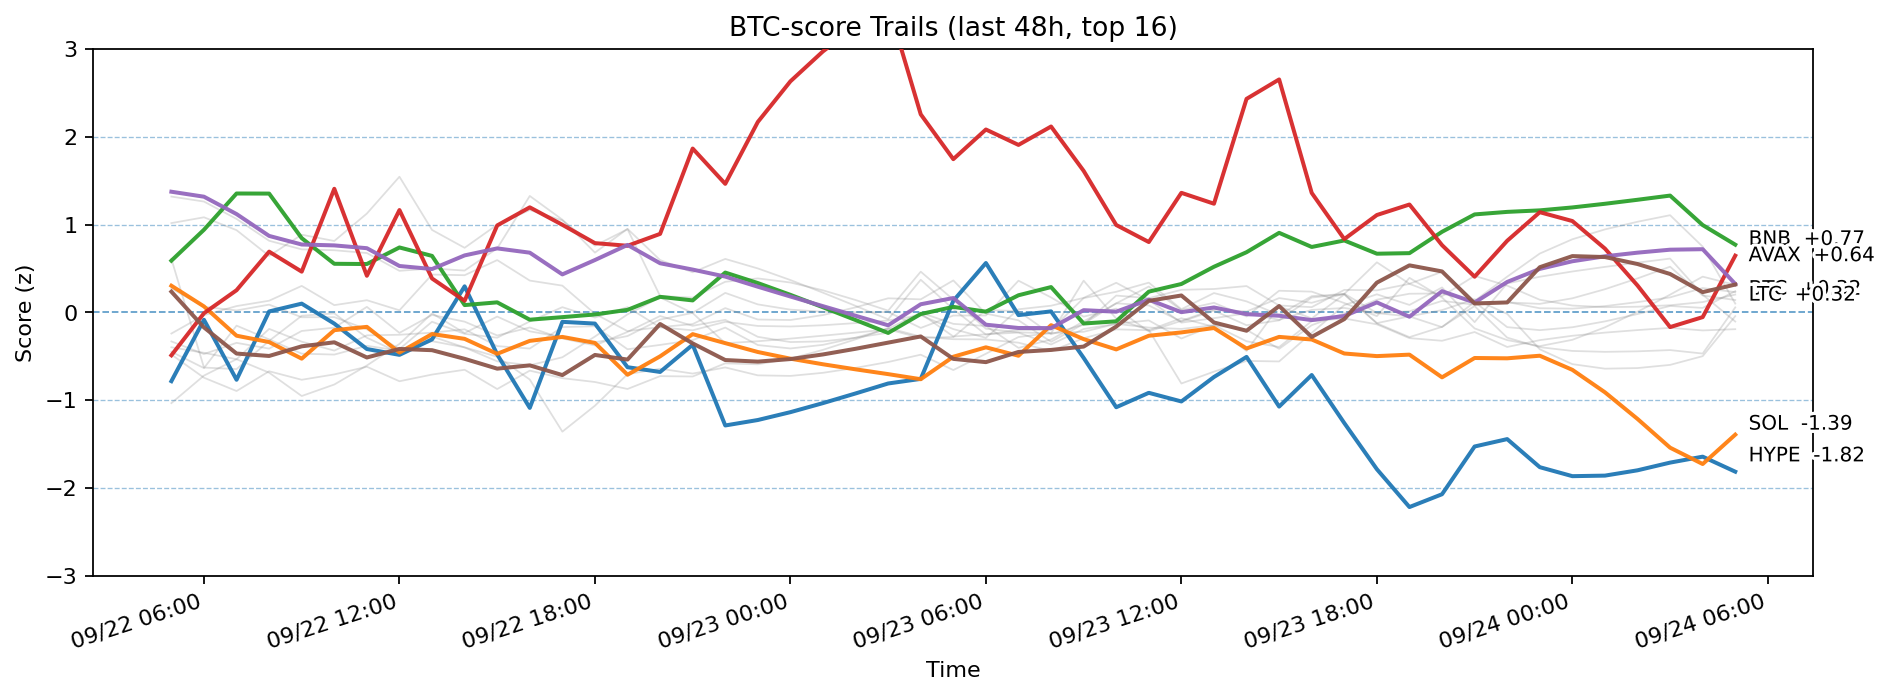 BTC-score Trails (last 48h, top 16)
Score (z)
3
2
1
0
−1
−2
−3
BNB +0.77
AVAX +0.64
LTC +0.32
SOL -1.39
HYPE -1.82
09/22 06:00
09/22 12:00
09/22 18:00
09/23 00:00
09/23 06:00
09/23 12:00
09/23 18:00
09/24 00:00
09/24 06:00
Time